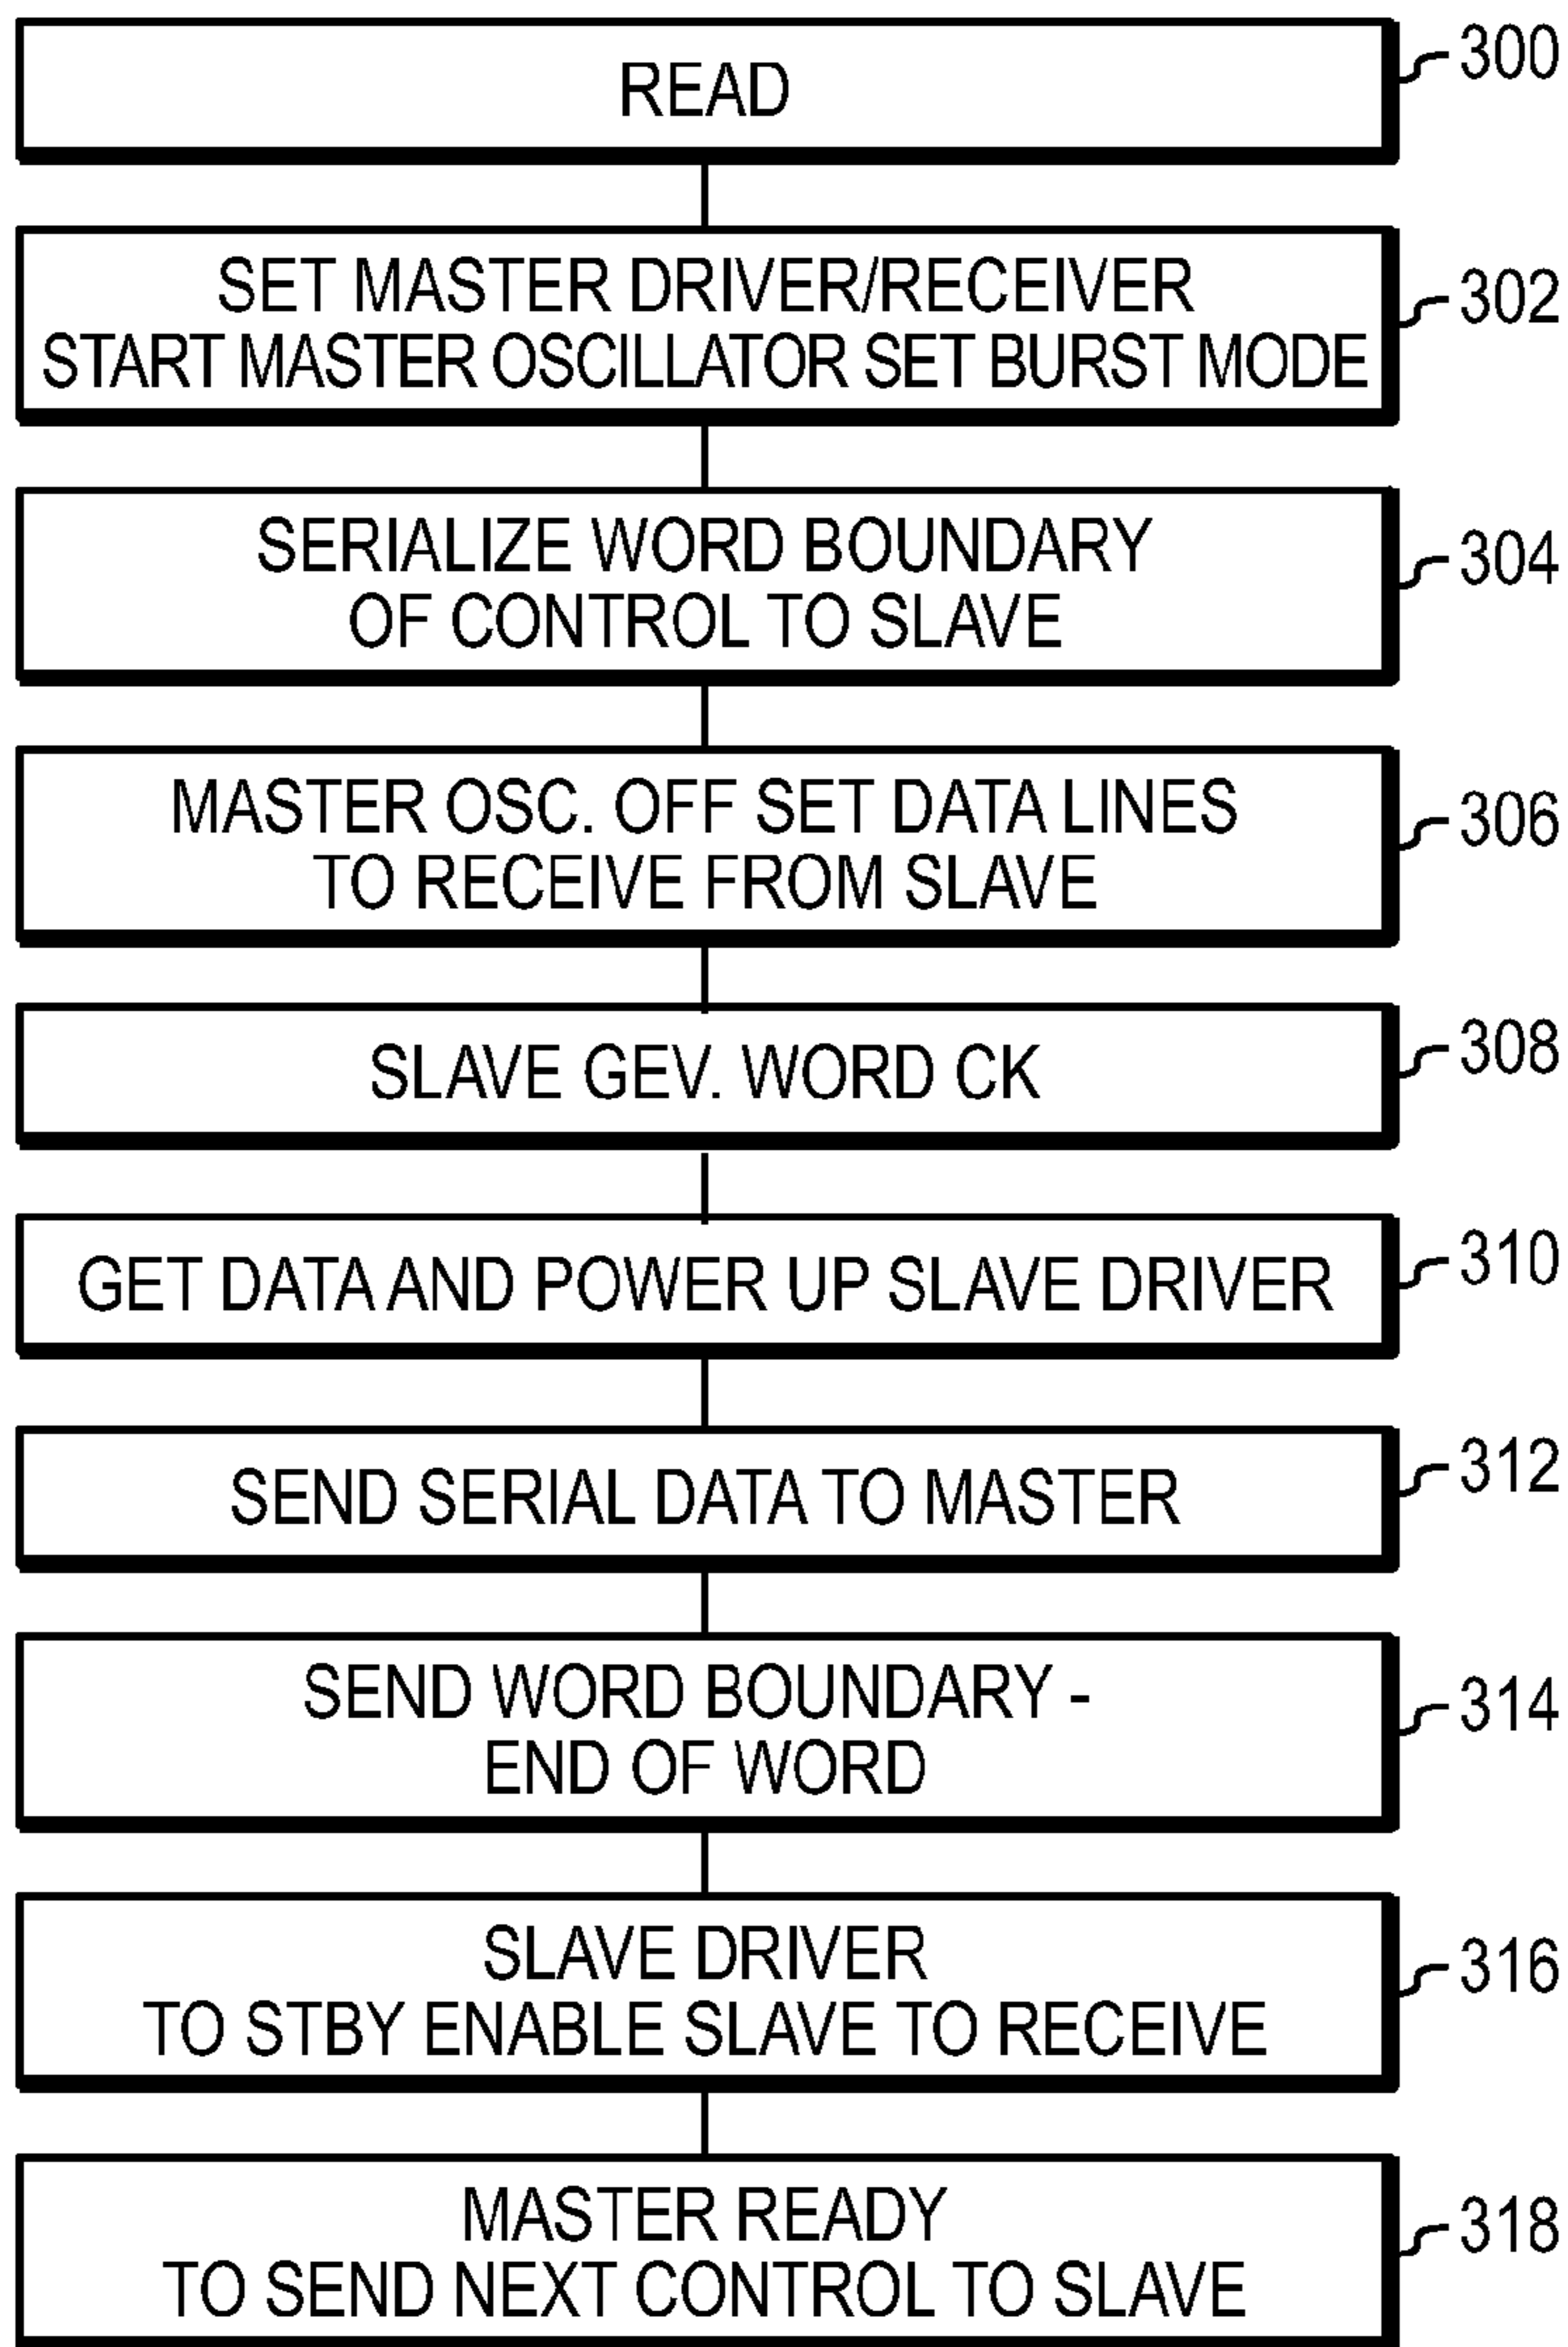 READ
300
SET MASTER DRIVER/RECEIVER
START MASTER OSCILLATOR SET BURST MODE
302
SERIALIZE WORD BOUNDARY
OF CONTROL TO SLAVE
304
MASTER OSC. OFF SET DATA LINES
TO RECEIVE FROM SLAVE
306
SLAVE GEV. WORD CK
308
GET DATA AND POWER UP SLAVE DRIVER
310
SEND SERIAL DATA TO MASTER
312
SEND WORD BOUNDARY -
END OF WORD
314
SLAVE DRIVER
TO STBY ENABLE SLAVE TO RECEIVE
316
MASTER READY
TO SEND NEXT CONTROL TO SLAVE
318